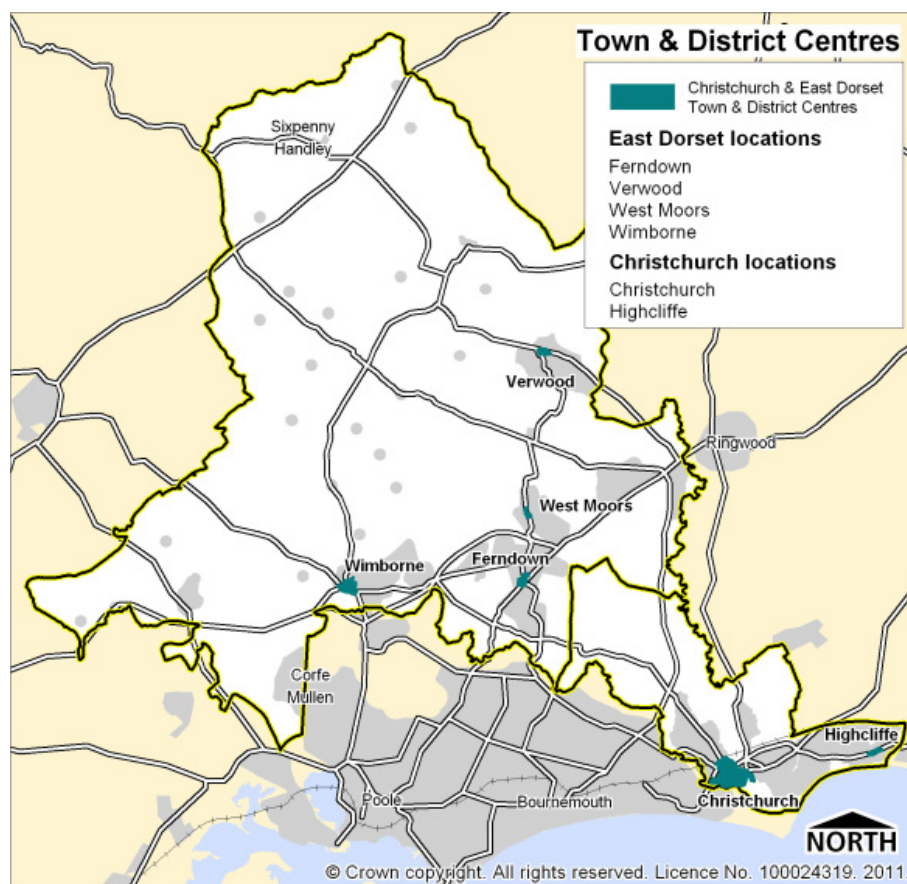 Town & District Centres
Christchurch & East Dorset
Town & District Centres
East Dorset locations
Ferndown
Verwood
West Moors
Wimborne
Christchurch locations
Christchurch
Highcliffe
Sixpenny
Handley
Verwood
Ringwood
West Moors
Wimborne
Ferndown
Corfe
Mullen
Highcliffe
Poole
Bournemouth
Christchurch
NORTH
© Crown copyright. All rights reserved. Licence No. 100024319. 2011.